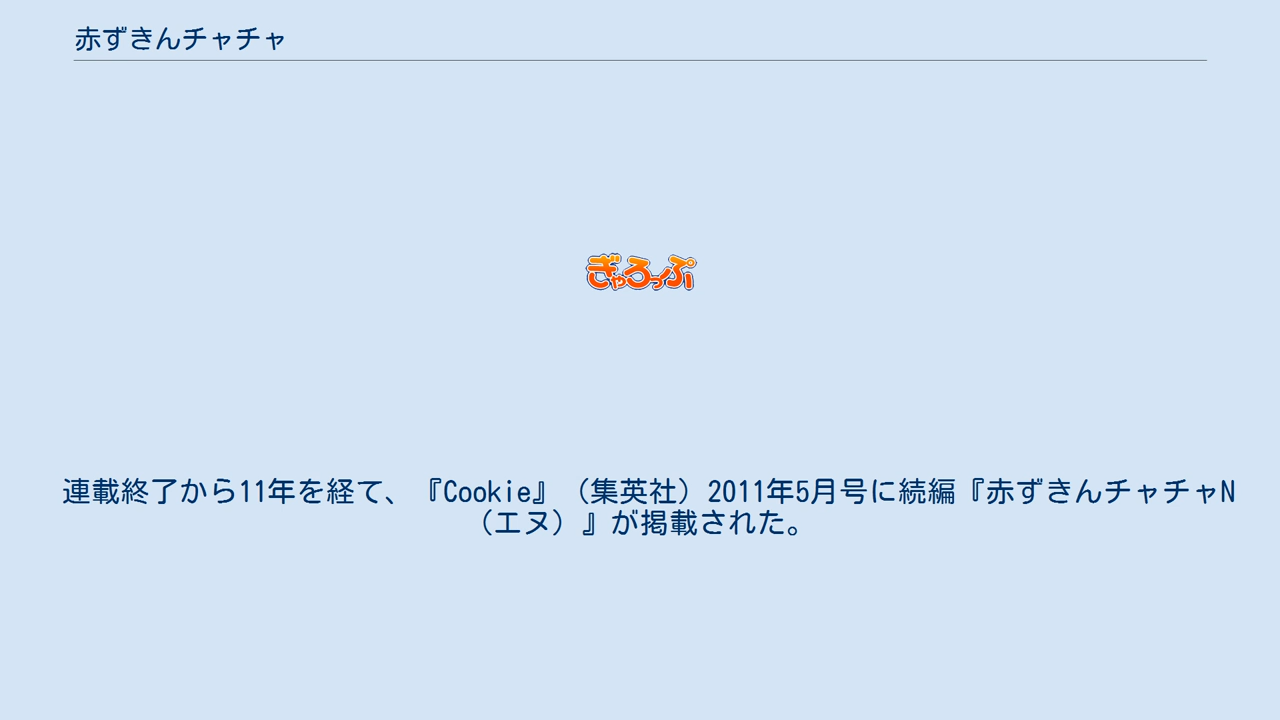 赤ずきんチャチャ
ぎゃろっぷ
連載終了から11年を経て、『Cookie』（集英社）2011年5月号に続編『赤ずきんチャチャN
（エヌ）』が掲載された。